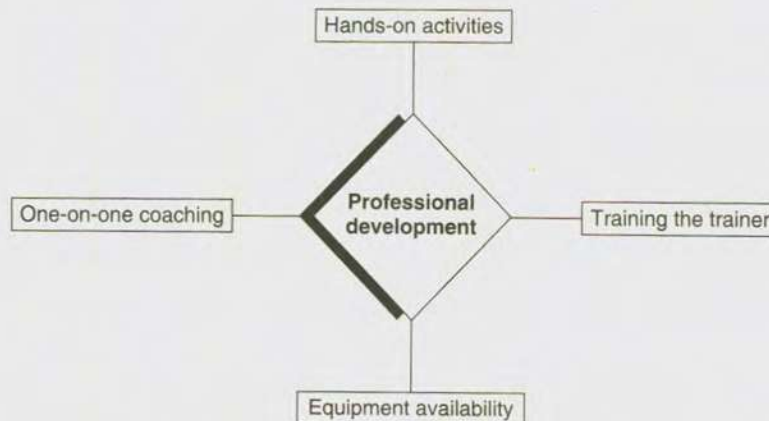 Hands-on activities
One-on-one coaching
Professional
development
Training the trainer
Equipment availability